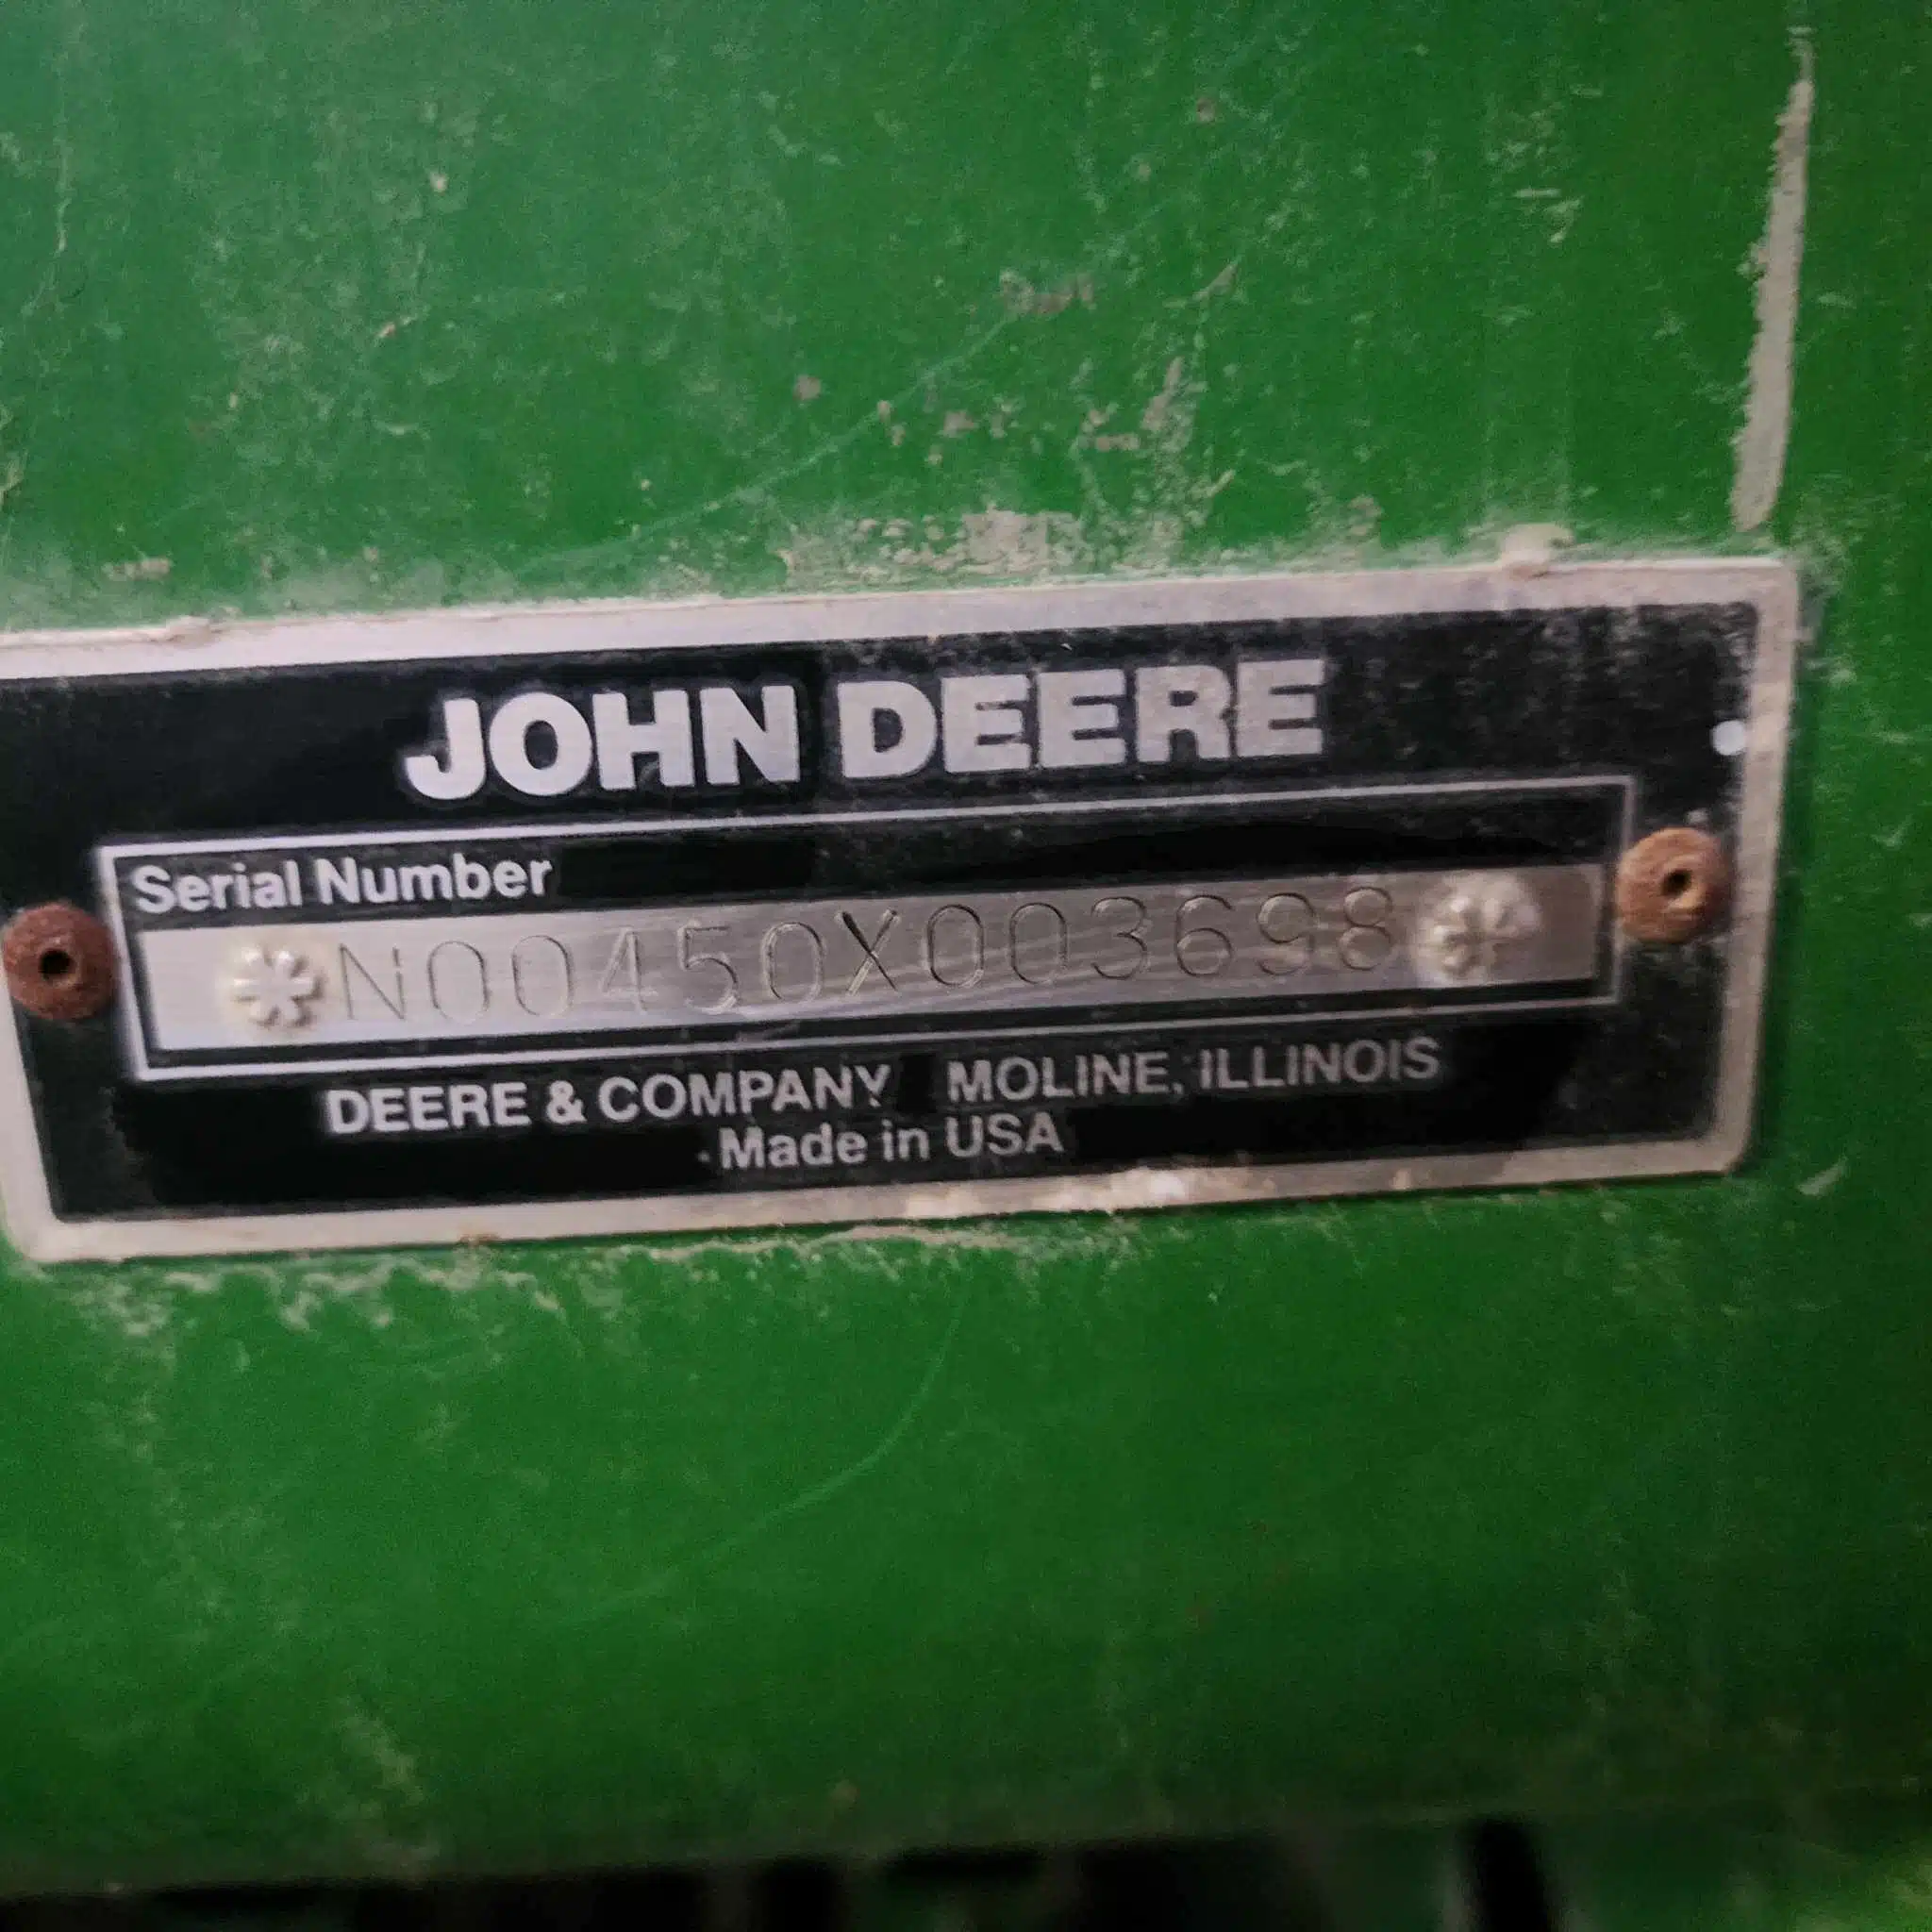 JOHN DEERE
Serial Number
*N00450X003698*
DEERE & COMPANY MOLINE, ILLINOIS
Made in USA